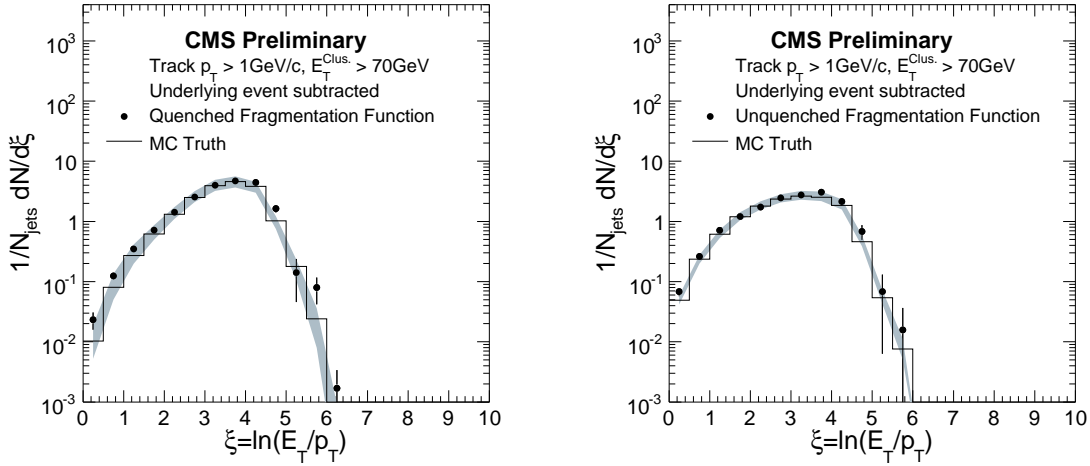 CMS Preliminary
Track p_T > 1GeV/c, E_T^Clus. > 70GeV
Underlying event subtracted
Quenched Fragmentation Function
MC Truth
1/N_jets dN/dξ
10^3
10^2
10
1
10^-1
10^-2
10^-3
0 1 2 3 4 5 6 7 8 9 10
ξ=ln(E_T/p_T)
CMS Preliminary
Track p_T > 1GeV/c, E_T^Clus. > 70GeV
Underlying event subtracted
Unquenched Fragmentation Function
MC Truth
1/N_jets dN/dξ
10^3
10^2
10
1
10^-1
10^-2
10^-3
0 1 2 3 4 5 6 7 8 9 10
ξ=ln(E_T/p_T)